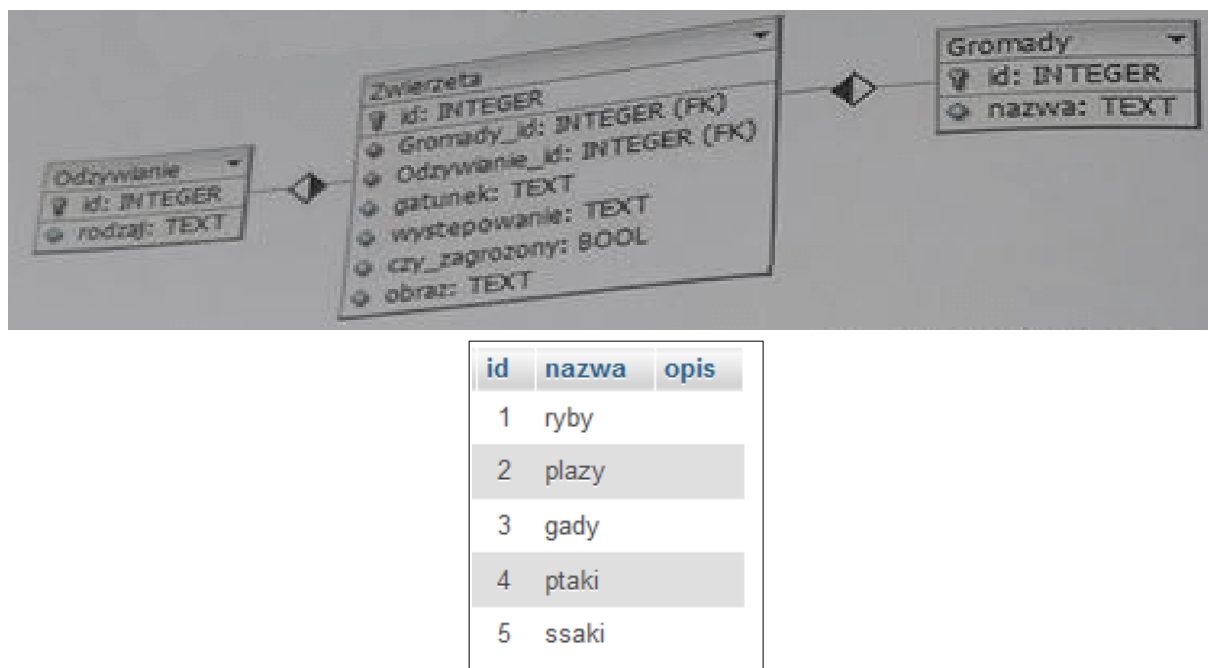 Odzywianie
id: INTEGER
rodzaj: TEXT
Zwierzeta
id: INTEGER
Gromady_id: INTEGER (FK)
Odzywianie_id: INTEGER (FK)
gatunek: TEXT
wystepowanie: TEXT
czy_zagrozony: BOOL
obraz: TEXT
Gromady
id: INTEGER
nazwa: TEXT
id nazwa opis
1 ryby
2 plazy
3 gady
4 ptaki
5 ssaki